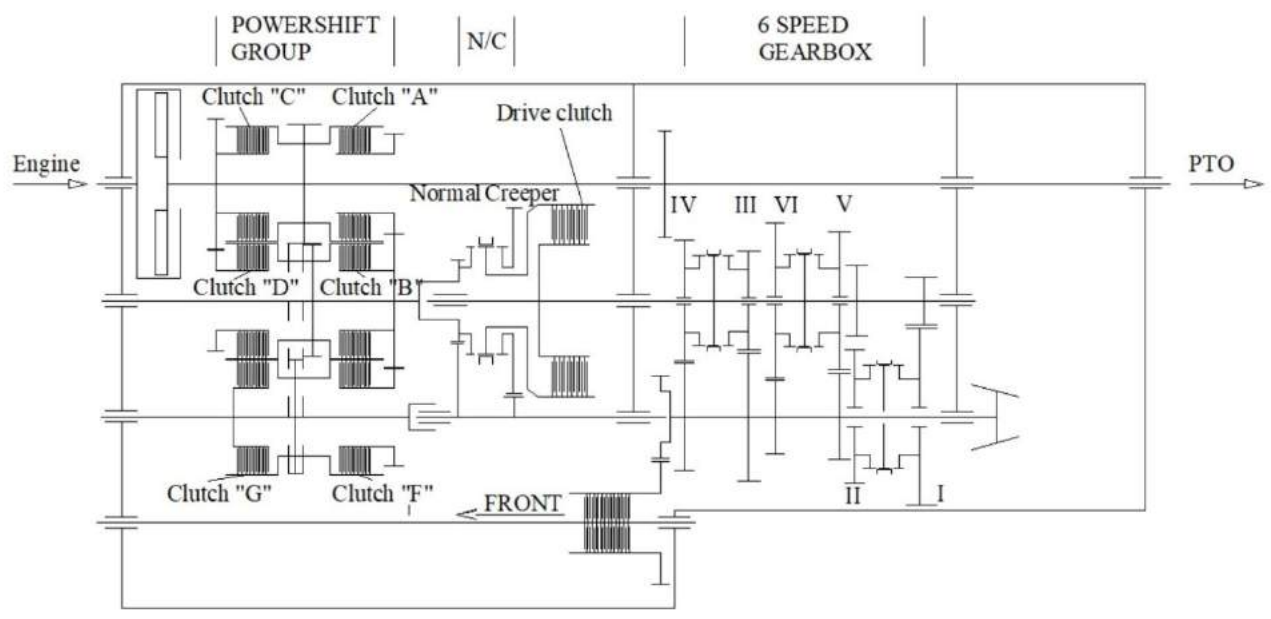 POWERSHIFT
GROUP
N/C
6 SPEED
GEARBOX
Clutch "C"
Clutch "A"
Drive clutch
Engine
PTO
Normal Creeper
IV
III
VI
V
Clutch "D"
Clutch "B"
Clutch "G"
Clutch "F"
FRONT
II
I